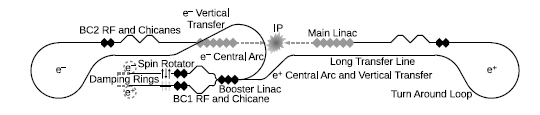 e⁻ Vertical
Transfer
IP
BC2 RF and Chicanes
Main Linac
e⁻ Central Arc
Long Transfer Line
e⁻
e⁻ Spin Rotator
e⁺
Damping Rings
e⁺ Central Arc and Vertical Transfer
e⁻
Booster Linac
BC1 RF and Chicane
Turn Around Loop